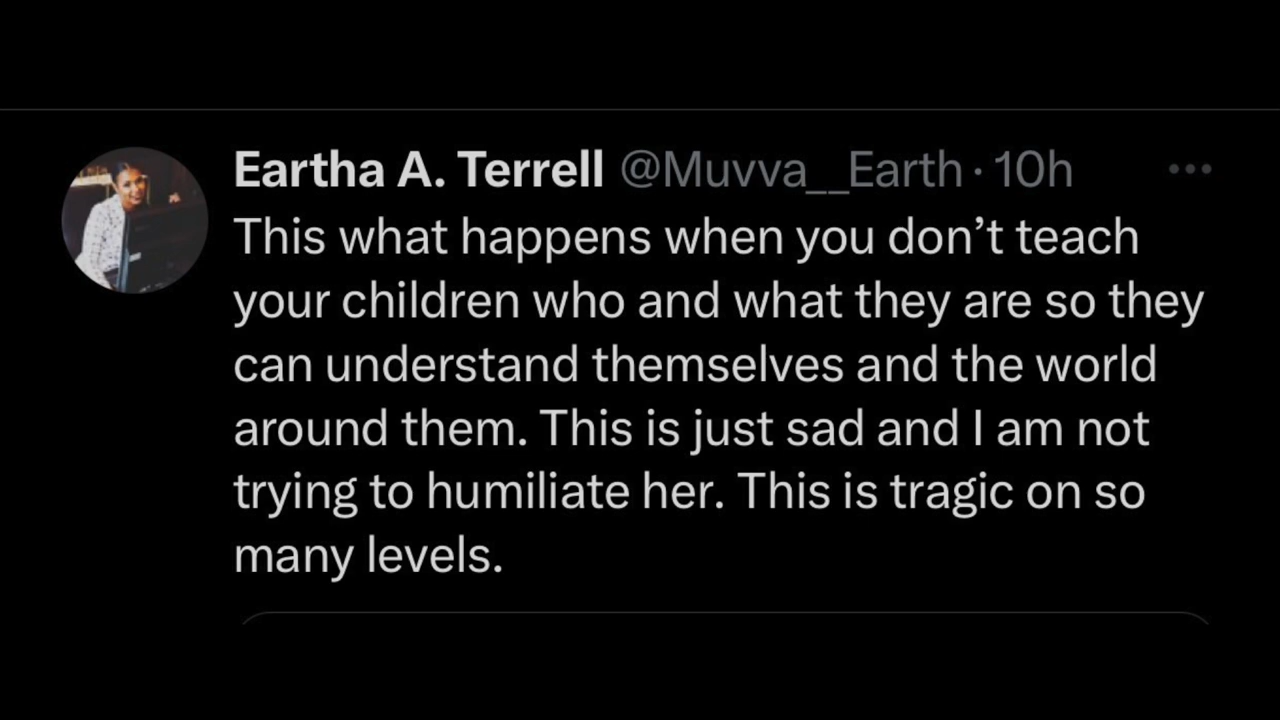 Eartha A. Terrell @Muvva__Earth · 10h
This what happens when you don’t teach
your children who and what they are so they
can understand themselves and the world
around them. This is just sad and I am not
trying to humiliate her. This is tragic on so
many levels.